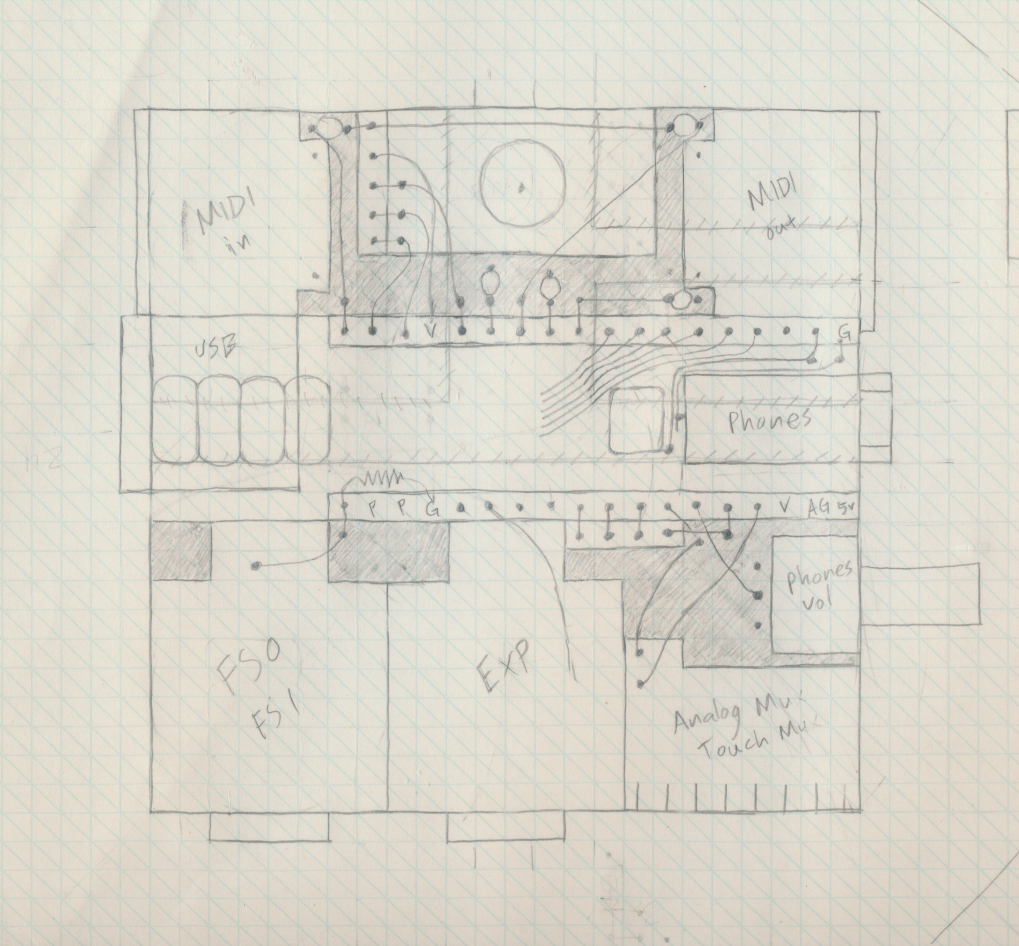 MIDI
in
MIDI
out
V
G
USB
Phones
P P G
V AG 5v
phones
vol
FS0
FS1
EXP
Analog Mux
Touch Mux